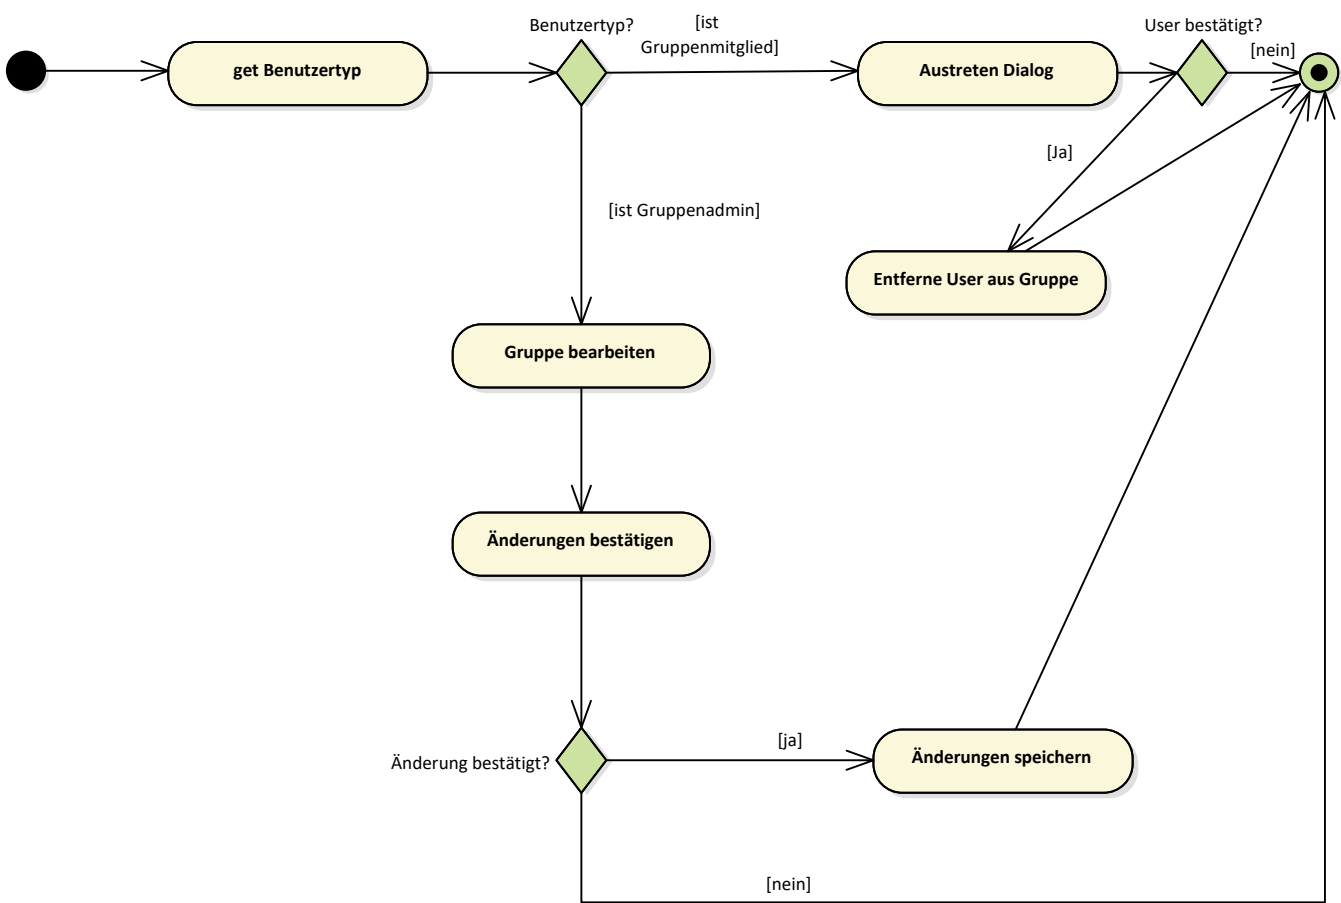 Benutzertyp?
[ist
Gruppenmitglied]
User bestätigt?
[nein]
get Benutzertyp
Austreten Dialog
[Ja]
[ist Gruppenadmin]
Entferne User aus Gruppe
Gruppe bearbeiten
Änderungen bestätigen
[ja]
Änderung bestätigt?
Änderungen speichern
[nein]